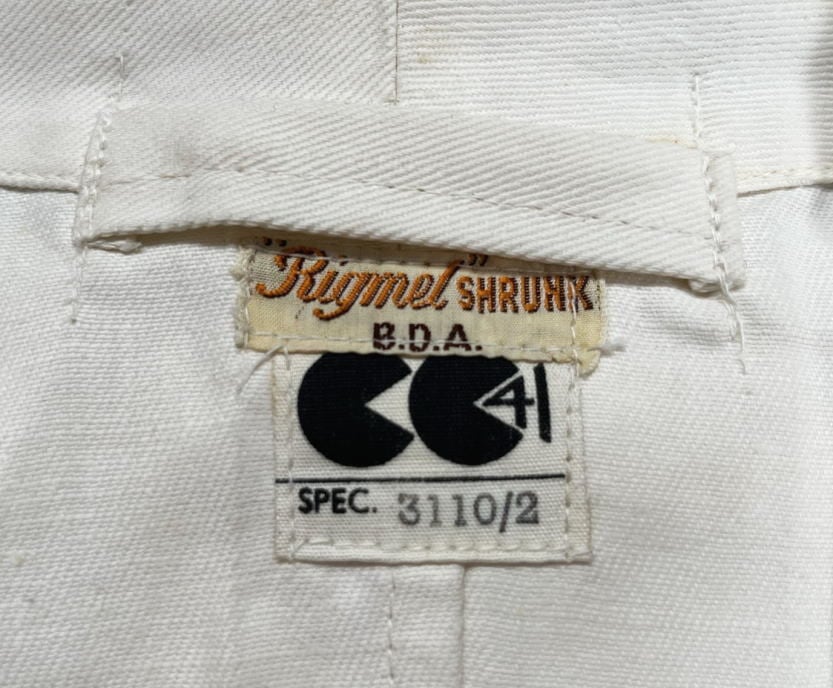 "Rigmel" SHRUNK
B.D.A.
CC41
SPEC. 3110/2